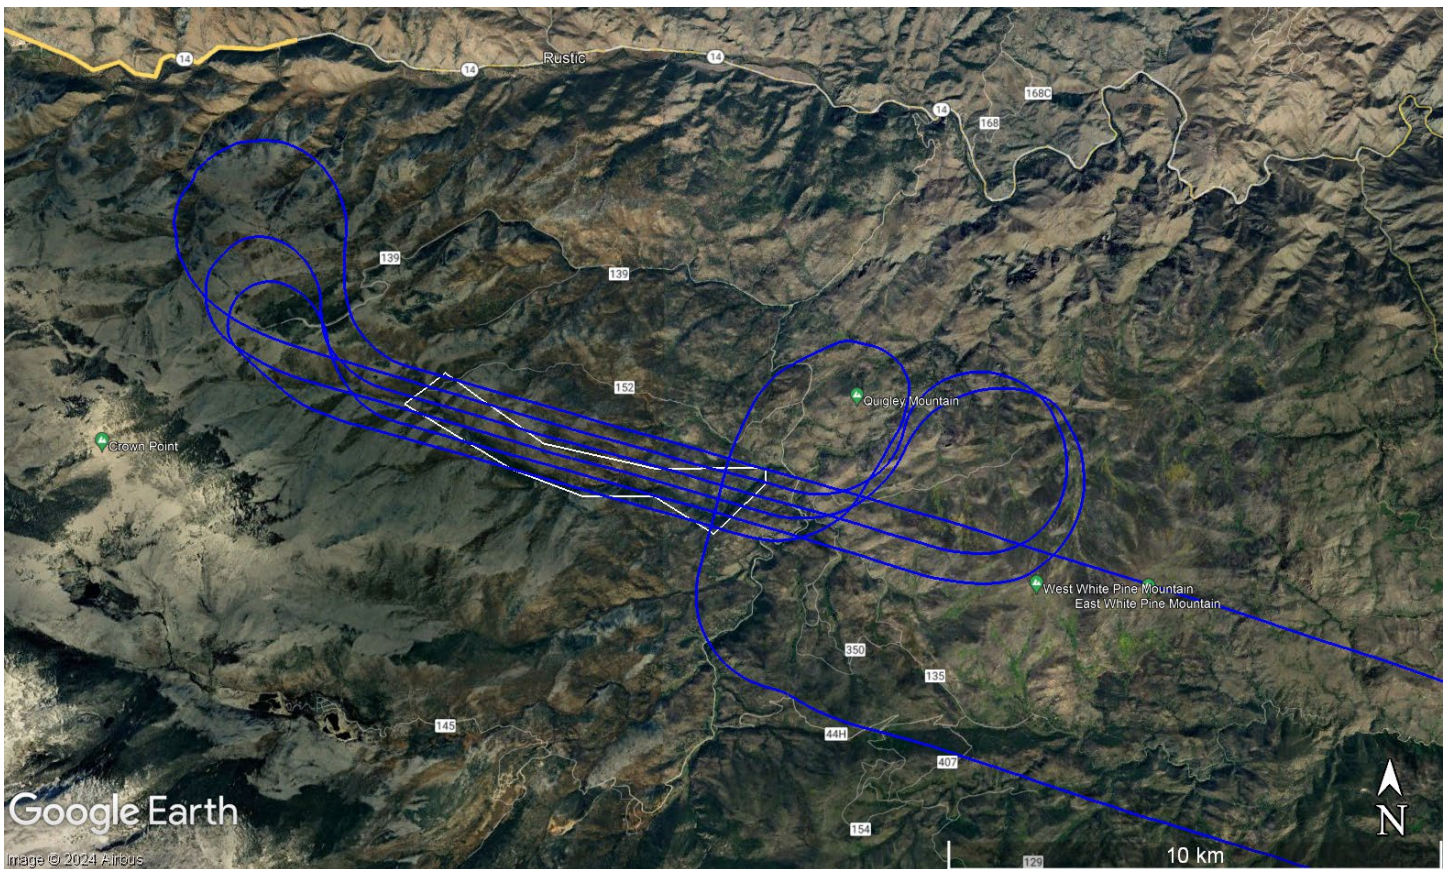 14
14
Rustic
14
14
168C
168
139
139
152
Quigley Mountain
Crown Point
West White Pine Mountain
East White Pine Mountain
350
135
145
44H
407
154
129
N
10 km
Google Earth
Image © 2024 Airbus